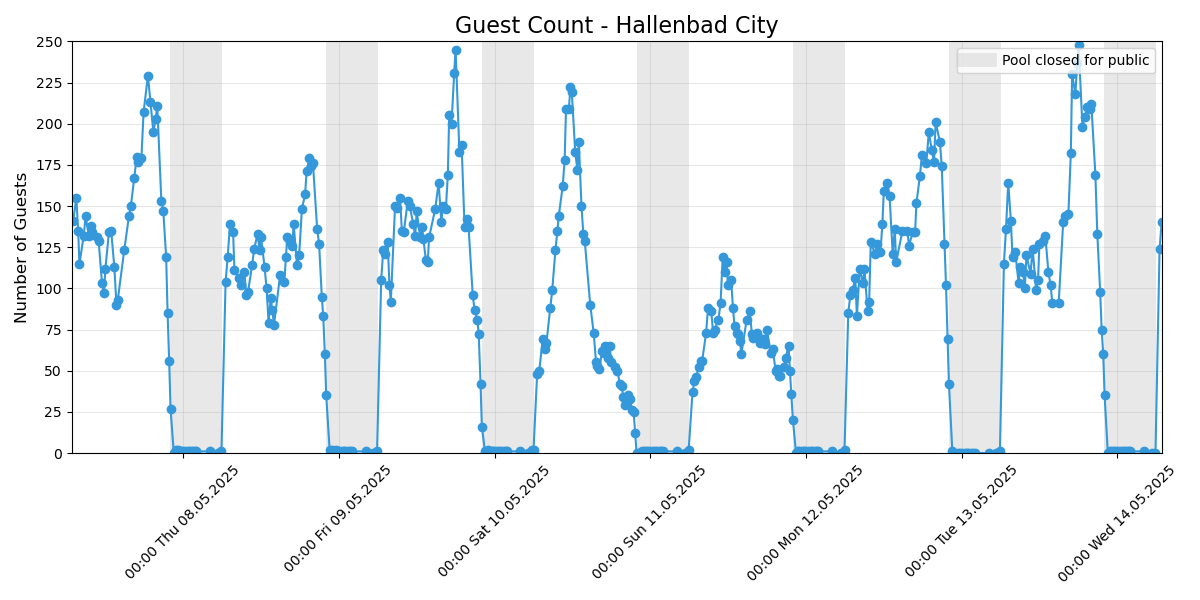 Guest Count - Hallenbad City
Number of Guests
250
225
200
175
150
125
100
75
50
25
0
Pool closed for public
00:00 Thu 08.05.2025
00:00 Fri 09.05.2025
00:00 Sat 10.05.2025
00:00 Sun 11.05.2025
00:00 Mon 12.05.2025
00:00 Tue 13.05.2025
00:00 Wed 14.05.2025